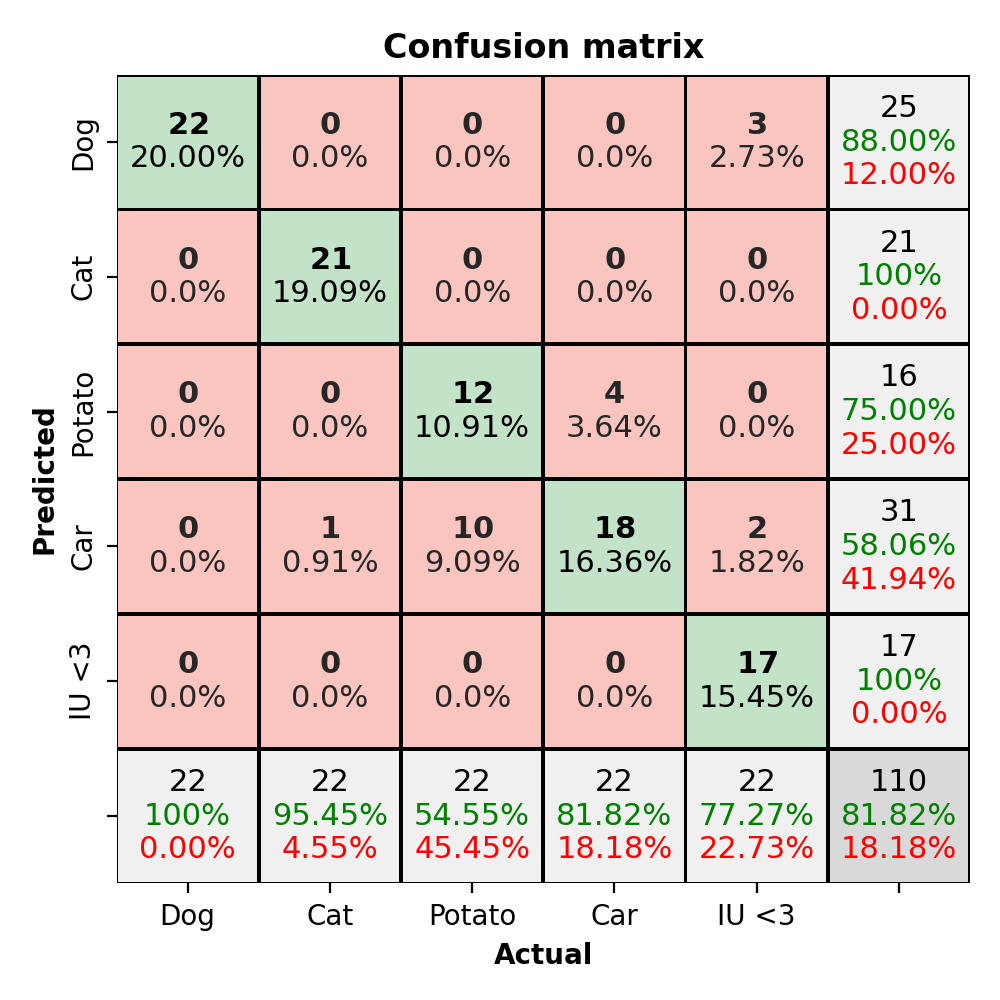 Confusion matrix
Predicted
Dog
22 0 0 0 3 25
20.00% 0.0% 0.0% 0.0% 2.73% 88.00%
12.00%
Cat
0 21 0 0 0 21
0.0% 19.09% 0.0% 0.0% 0.0% 100%
0.00%
Potato
0 0 12 4 0 16
0.0% 0.0% 10.91% 3.64% 0.0% 75.00%
25.00%
Car
0 1 10 18 2 31
0.0% 0.91% 9.09% 16.36% 1.82% 58.06%
41.94%
IU <3
0 0 0 0 17 17
0.0% 0.0% 0.0% 0.0% 15.45% 100%
0.00%
22 22 22 22 22 110
100% 95.45% 54.55% 81.82% 77.27% 81.82%
0.00% 4.55% 45.45% 18.18% 22.73% 18.18%
Dog Cat Potato Car IU <3
Actual